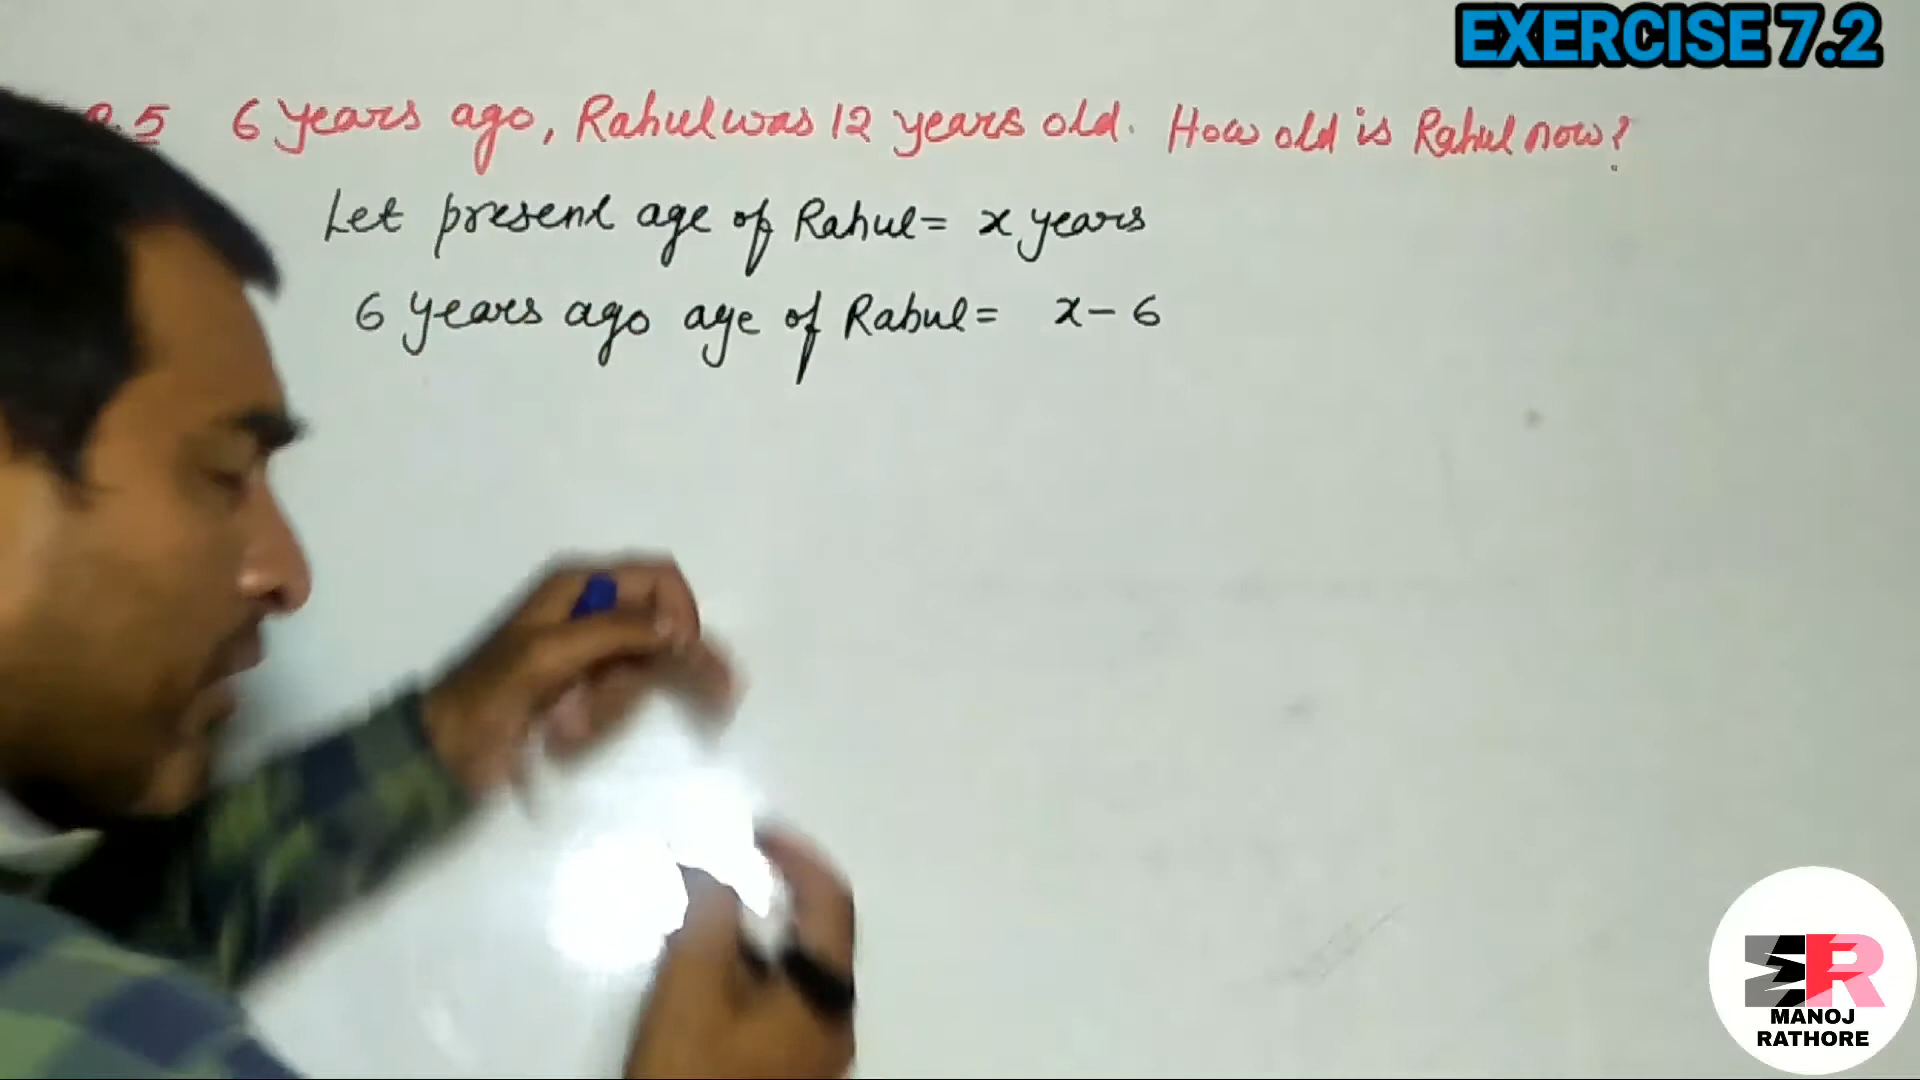 EXERCISE 7.2
Q.5 6 years ago, Rahul was 12 years old. How old is Rahul now?
Let present age of Rahul = x years
6 years ago age of Rahul = x - 6
MANOJ
RATHORE